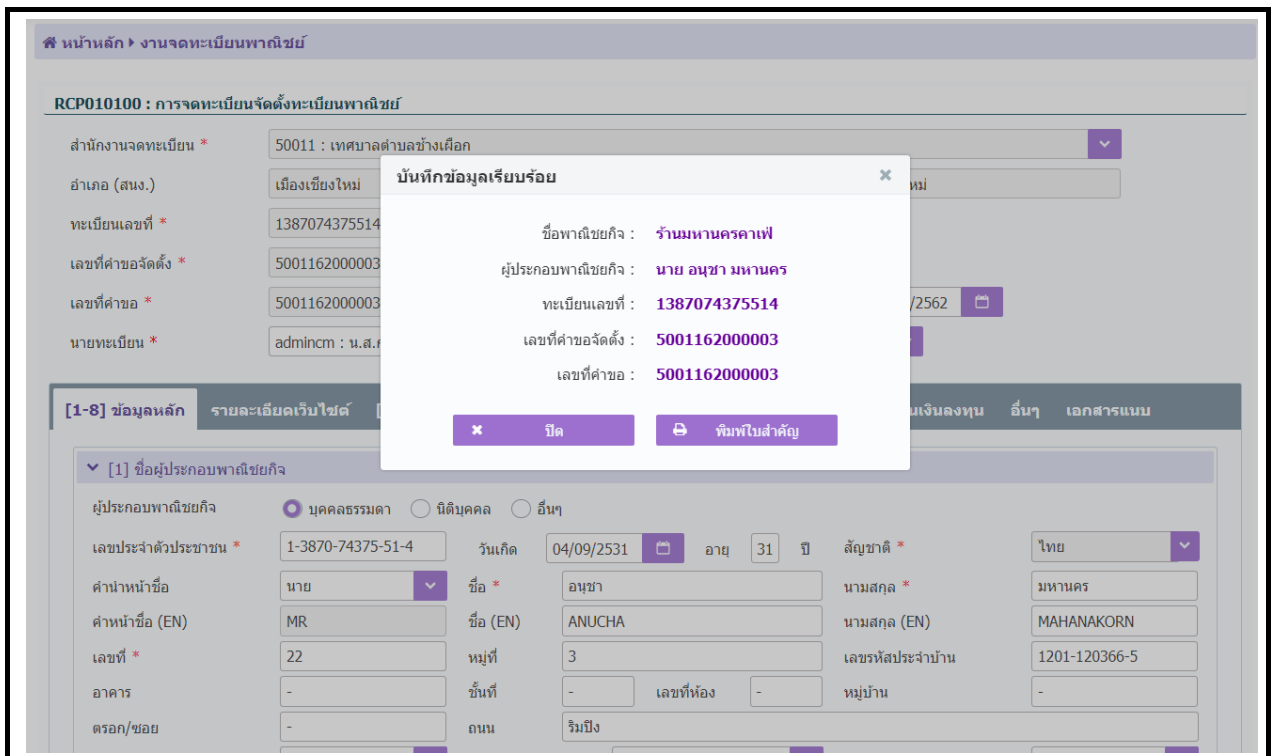 หน้าหลัก งานจดทะเบียนพาณิชย์
RCP010100 : การจดทะเบียนจัดตั้งทะเบียนพาณิชย์
สำนักงานจดทะเบียน * 50011 : เทศบาลตำบลช้างเผือก
อำเภอ (สนง.) เมืองเชียงใหม่
ทะเบียนเลขที่ * 1387074375514
เลขที่คำขอจัดตั้ง * 5001162000003
เลขที่คำขอ * 5001162000003 /2562
นายทะเบียน * admincm : น.ส.
บันทึกข้อมูลเรียบร้อย
ชื่อพาณิชยกิจ : ร้านมหานครคาเฟ่
ผู้ประกอบพาณิชยกิจ : นาย อนุชา มหานคร
ทะเบียนเลขที่ : 1387074375514
เลขที่คำขอจัดตั้ง : 5001162000003
เลขที่คำขอ : 5001162000003
ปิด พิมพ์ใบสำคัญ
[1-8] ข้อมูลหลัก รายละเอียดเว็บไซต์ [ นเงินลงทุน อื่นๆ เอกสารแนบ
[1] ชื่อผู้ประกอบพาณิชยกิจ
ผู้ประกอบพาณิชยกิจ บุคคลธรรมดา นิติบุคคล อื่นๆ
เลขประจำตัวประชาชน * 1-3870-74375-51-4 วันเกิด 04/09/2531 อายุ 31 ปี สัญชาติ * ไทย
คำนำหน้าชื่อ นาย ชื่อ * อนุชา นามสกุล * มหานคร
คำหน้าชื่อ (EN) MR ชื่อ (EN) ANUCHA นามสกุล (EN) MAHANAKORN
เลขที่ * 22 หมู่ที่ 3 เลขรหัสประจำบ้าน 1201-120366-5
อาคาร - ชั้นที่ - เลขที่ห้อง - หมู่บ้าน -
ตรอก/ซอย - ถนน ริมปิง